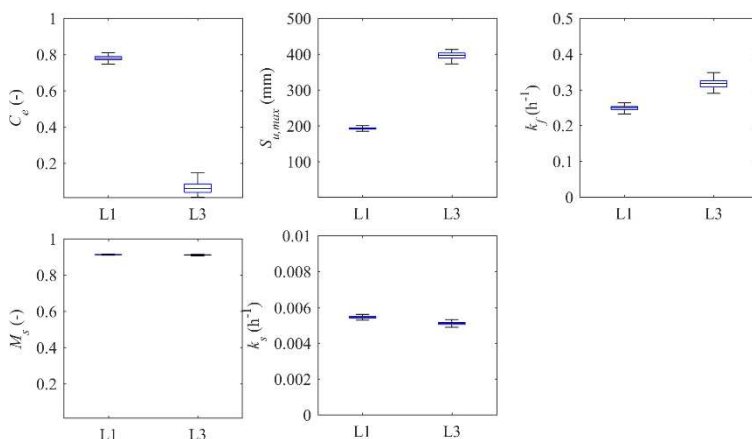 C_e (-)
1
0.8
0.6
0.4
0.2
L1 L3
S_{u,max} (mm)
500
400
300
200
100
L1 L3
k_f (h^{-1})
0.5
0.4
0.3
0.2
0.1
0
L1 L3
M_s (-)
1
0.8
0.6
0.4
0.2
L1 L3
k_s (h^{-1})
0.01
0.008
0.006
0.004
0.002
0
L1 L3